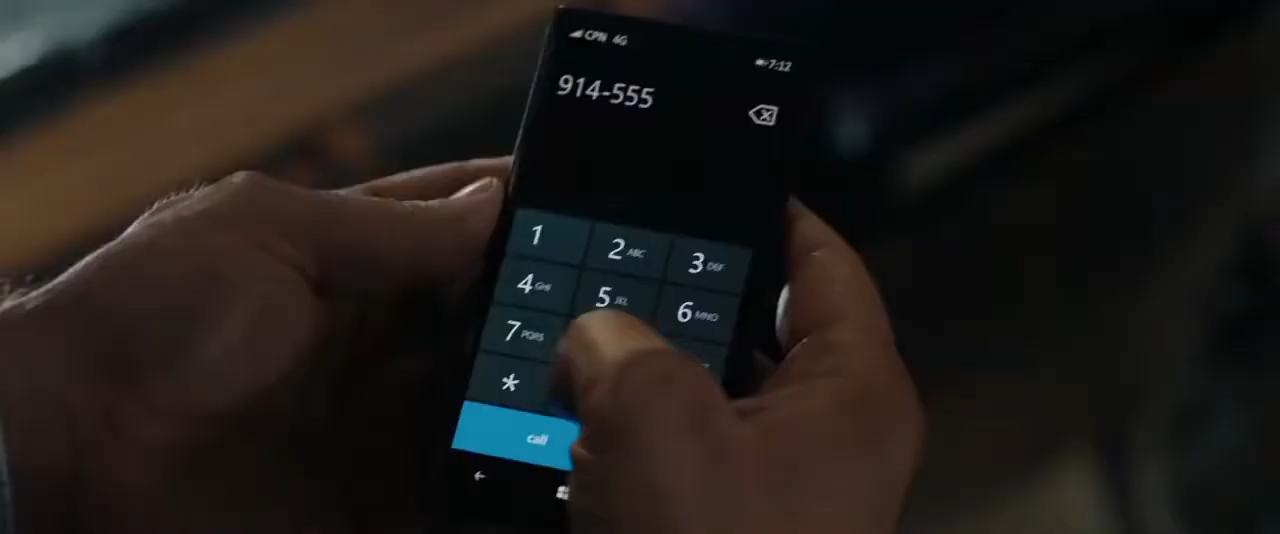 CPN 4G
7:12
914-555
1 2 ABC 3 DEF
4 GHI 5 JKL 6 MNO
7 PQRS
*
call